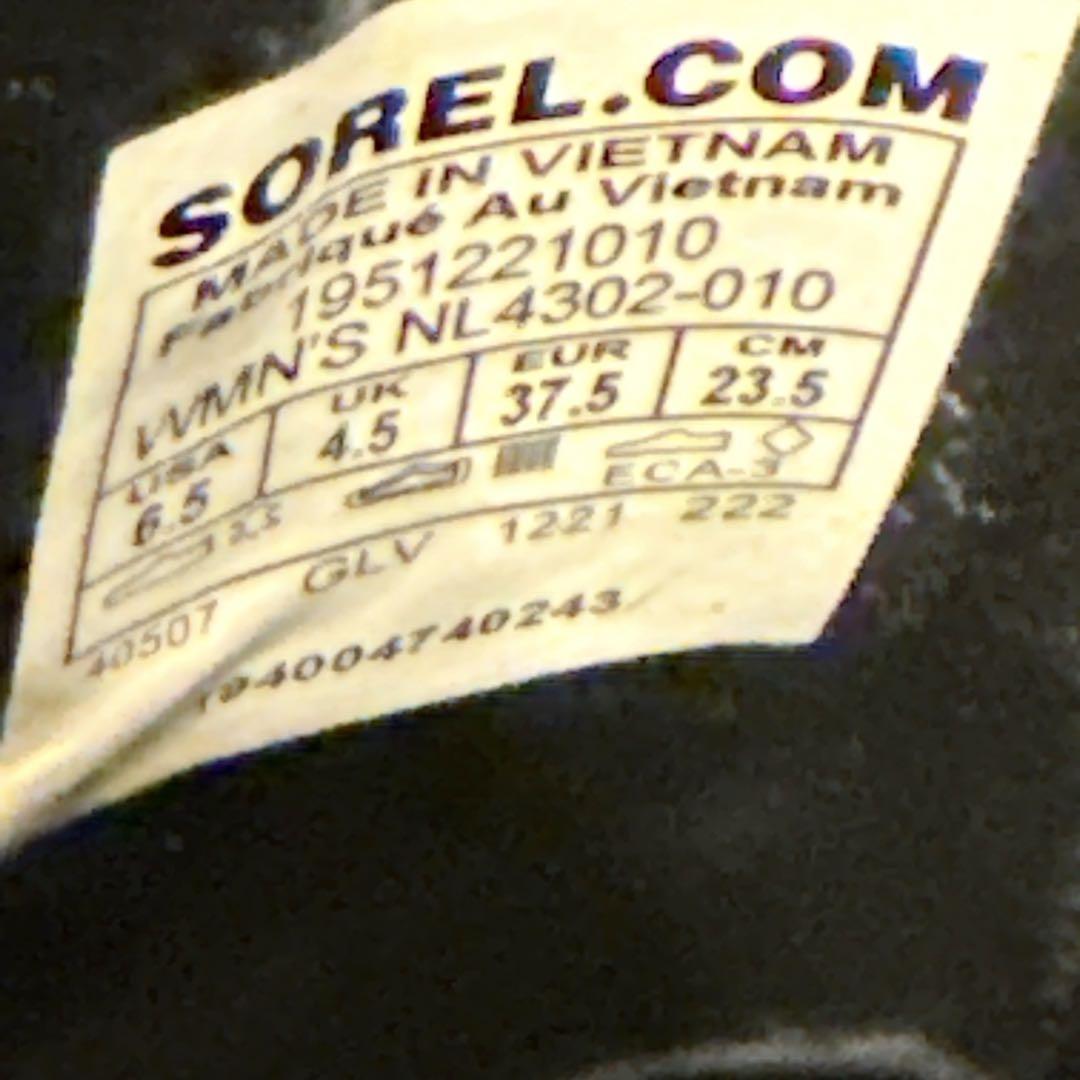 SOREL.COM
MADE IN VIETNAM
Fabriqué Au Vietnam
1951221010
WMN'S NL4302-010
USA UK EUR CM
6.5 4.5 37.5 23.5
ECA-3
40507 GLV 1221 222
194004740243